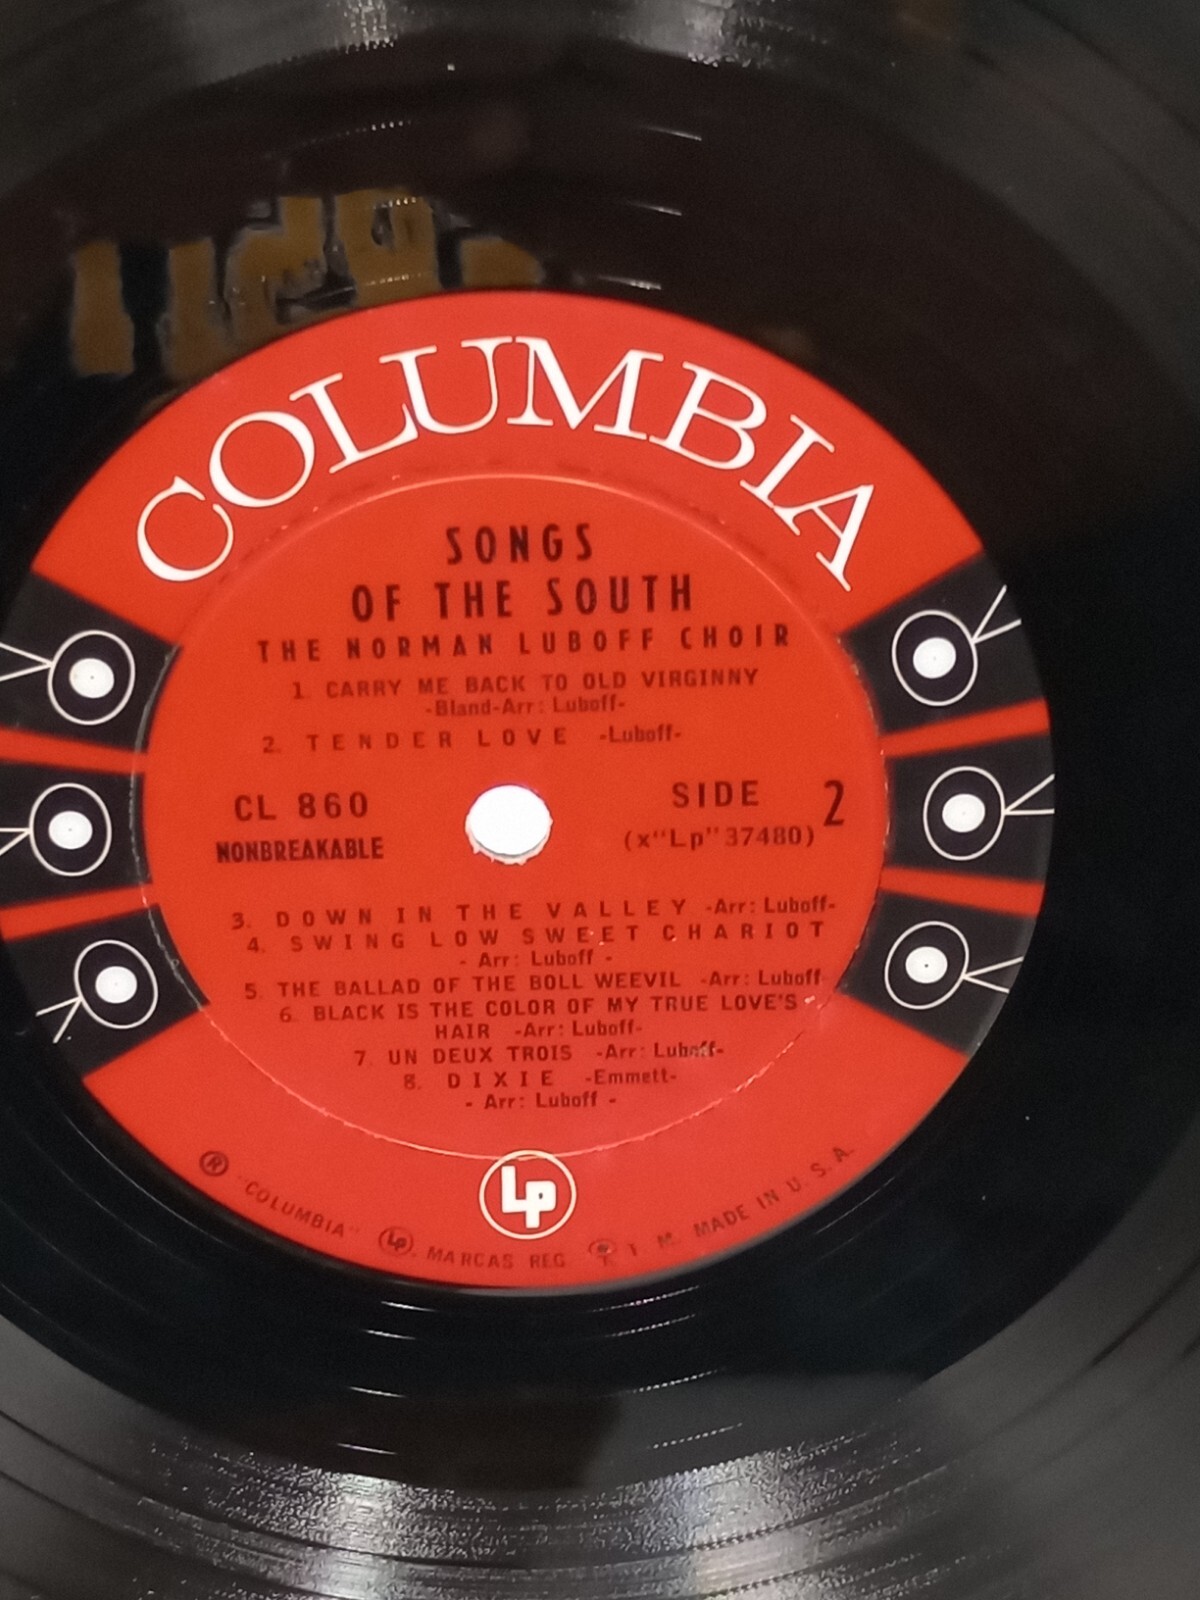 COLUMBIA
SONGS
OF THE SOUTH
THE NORMAN LUBOFF CHOIR
1. CARRY ME BACK TO OLD VIRGINNY
-Bland-Arr: Luboff-
2. TENDER LOVE -Luboff-
CL 860
NONBREAKABLE
SIDE 2
(x"Lp" 37480)
3. DOWN IN THE VALLEY -Arr: Luboff-
4. SWING LOW SWEET CHARIOT
- Arr: Luboff -
5. THE BALLAD OF THE BOLL WEEVIL -Arr: Luboff
6. BLACK IS THE COLOR OF MY TRUE LOVE'S
HAIR -Arr: Luboff-
7. UN DEUX TROIS -Arr: Luboff-
8. DIXIE -Emmett-
- Arr: Luboff -
Lp
® "COLUMBIA" Lp. MARCAS REG. T. M. MADE IN U. S. A.